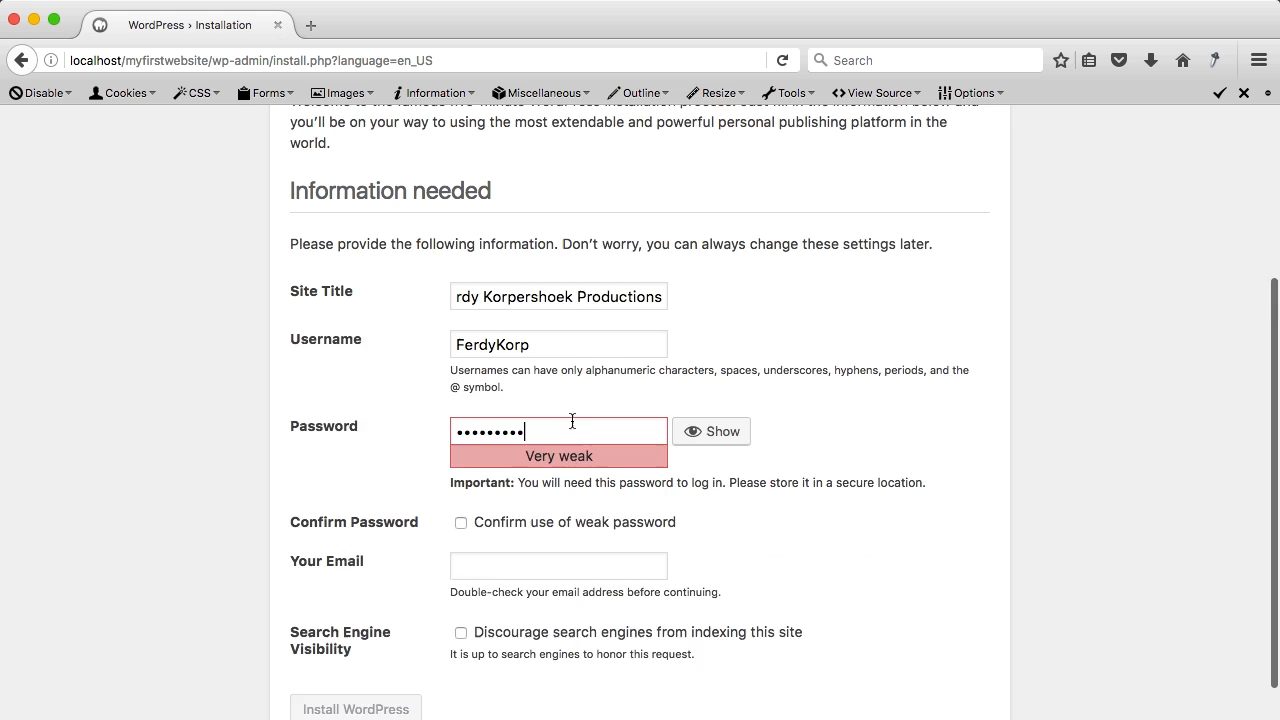 WordPress › Installation
localhost/myfirstwebsite/wp-admin/install.php?language=en_US
Search
Disable Cookies CSS Forms Images Information Miscellaneous Outline Resize Tools View Source Options
you’ll be on your way to using the most extendable and powerful personal publishing platform in the
world.
Information needed
Please provide the following information. Don’t worry, you can always change these settings later.
Site Title
rdy Korpershoek Productions
Username
FerdyKorp
Usernames can have only alphanumeric characters, spaces, underscores, hyphens, periods, and the
@ symbol.
Password
•••••••••
Show
Very weak
Important: You will need this password to log in. Please store it in a secure location.
Confirm Password
Confirm use of weak password
Your Email
Double-check your email address before continuing.
Search Engine
Visibility
Discourage search engines from indexing this site
It is up to search engines to honor this request.
Install WordPress